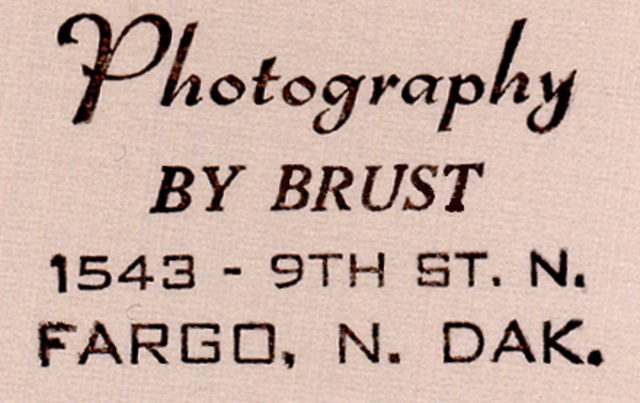 Photography
BY BRUST
1543 - 9TH ST. N.
FARGO, N. DAK.